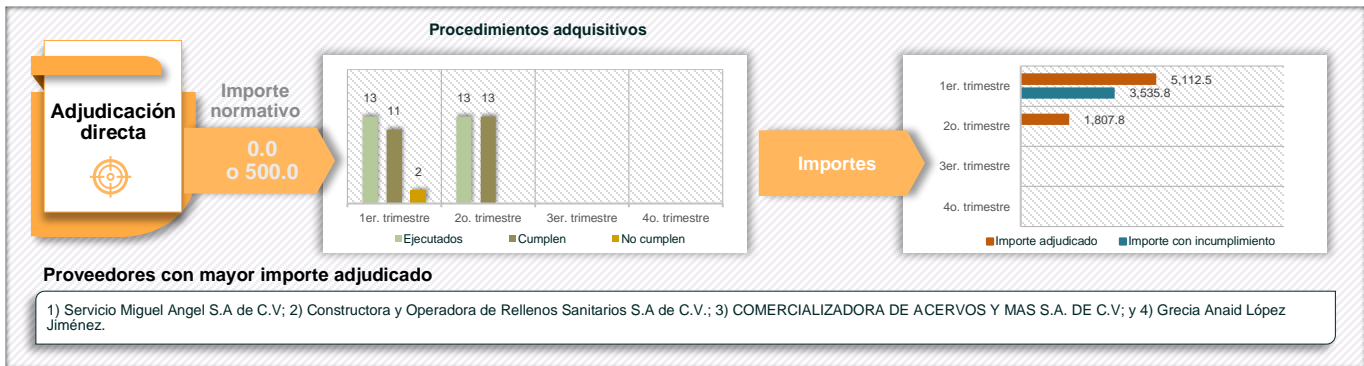 Procedimientos adquisitivos
Adjudicación
directa
Importe
normativo
0.0
o 500.0
13
11
2
13
13
1er. trimestre
2o. trimestre
3er. trimestre
4o. trimestre
Ejecutados
Cumplen
No cumplen
Importes
1er. trimestre
5,112.5
3,535.8
2o. trimestre
1,807.8
3er. trimestre
4o. trimestre
Importe adjudicado
Importe con incumplimiento
Proveedores con mayor importe adjudicado
1) Servicio Miguel Angel S.A de C.V; 2) Constructora y Operadora de Rellenos Sanitarios S.A de C.V.; 3) COMERCIALIZADORA DE ACERVOS Y MAS S.A. DE C.V; y 4) Grecia Anaid López
Jiménez.